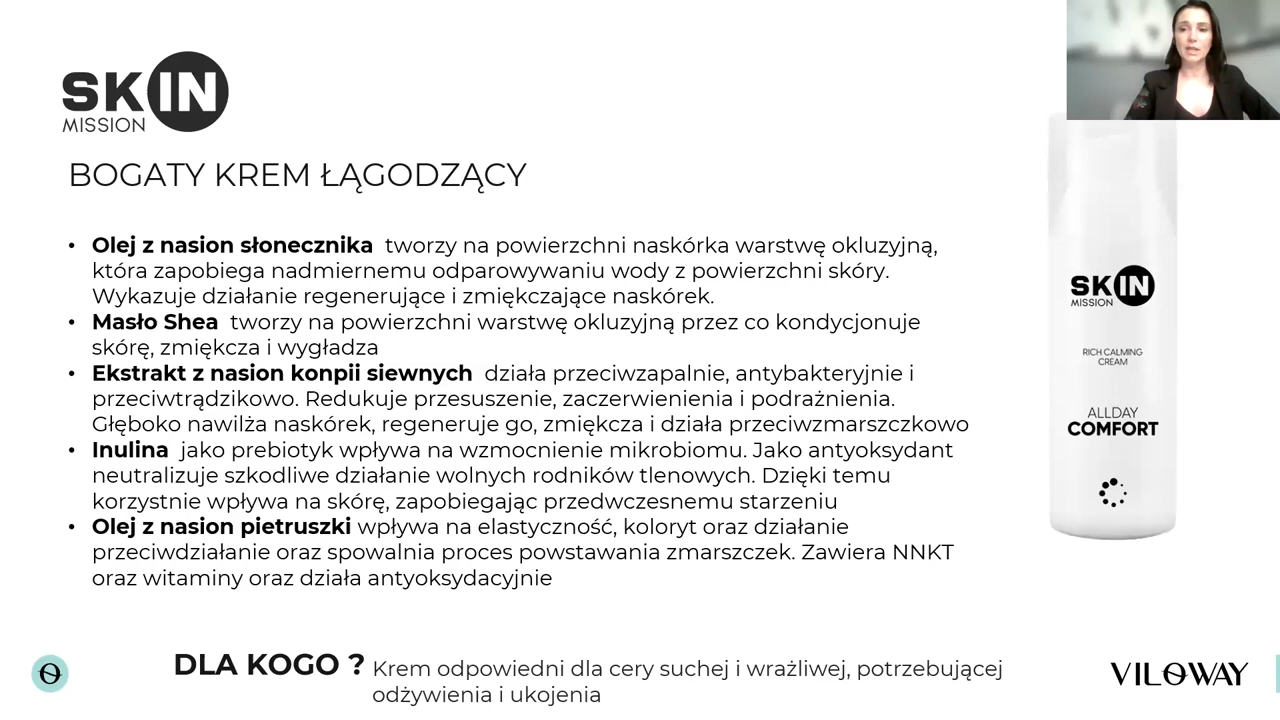 SKIN
MISSION
BOGATY KREM ŁĄGODZĄCY
• Olej z nasion słonecznika tworzy na powierzchni naskórka warstwę okluzyjną,
która zapobiega nadmiernemu odparowywaniu wody z powierzchni skóry.
Wykazuje działanie regenerujące i zmiękczające naskórek.
• Masło Shea tworzy na powierzchni warstwę okluzyjną przez co kondycjonuje
skórę, zmiękcza i wygładza
• Ekstrakt z nasion konpii siewnych działa przeciwzapalnie, antybakteryjnie i
przeciwtrądzikowo. Redukuje przesuszenie, zaczerwienienia i podrażnienia.
Głęboko nawilża naskórek, regeneruje go, zmiękcza i działa przeciwzmarszczkowo
• Inulina jako prebiotyk wpływa na wzmocnienie mikrobiomu. Jako antyoksydant
neutralizuje szkodliwe działanie wolnych rodników tlenowych. Dzięki temu
korzystnie wpływa na skórę, zapobiegając przedwczesnemu starzeniu
• Olej z nasion pietruszki wpływa na elastyczność, koloryt oraz działanie
przeciwdziałanie oraz spowalnia proces powstawania zmarszczek. Zawiera NNKT
oraz witaminy oraz działa antyoksydacyjnie
SKIN
MISSION
RICH CALMING
CREAM
ALLDAY
COMFORT
DLA KOGO ? Krem odpowiedni dla cery suchej i wrażliwej, potrzebującej
odżywienia i ukojenia
VILOWAY